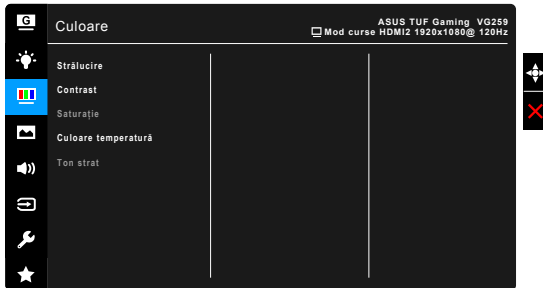 G
Culoare
ASUS TUF Gaming VG259
Mod curse HDMI2 1920x1080@ 120Hz
Strălucire
Contrast
Saturație
Culoare temperatură
Ton strat